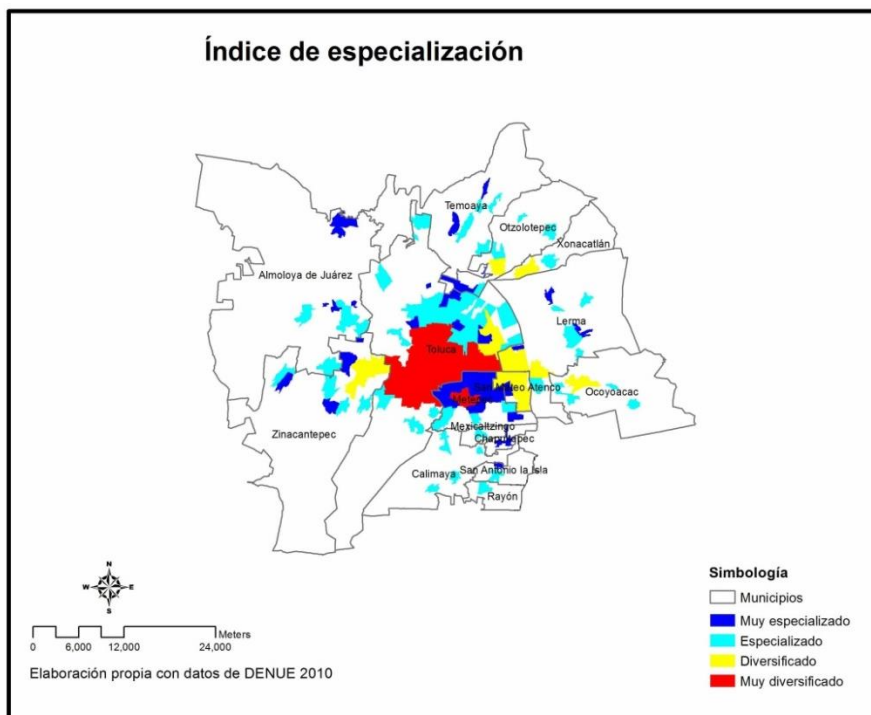 Índice de especialización
Temoaya
Otzolotepec
Xonacatlán
Almoloya de Juárez
Lerma
Toluca
San Mateo Atenco
Ocoyoacac
Zinacantepec
Mexicaltzingo
Chapultepec
Calimaya
San Antonio la Isla
Rayón
N
W E
S
Meters
0 6,000 12,000 24,000
Elaboración propia con datos de DENUE 2010
Simbología
Municipios
Muy especializado
Especializado
Diversificado
Muy diversificado